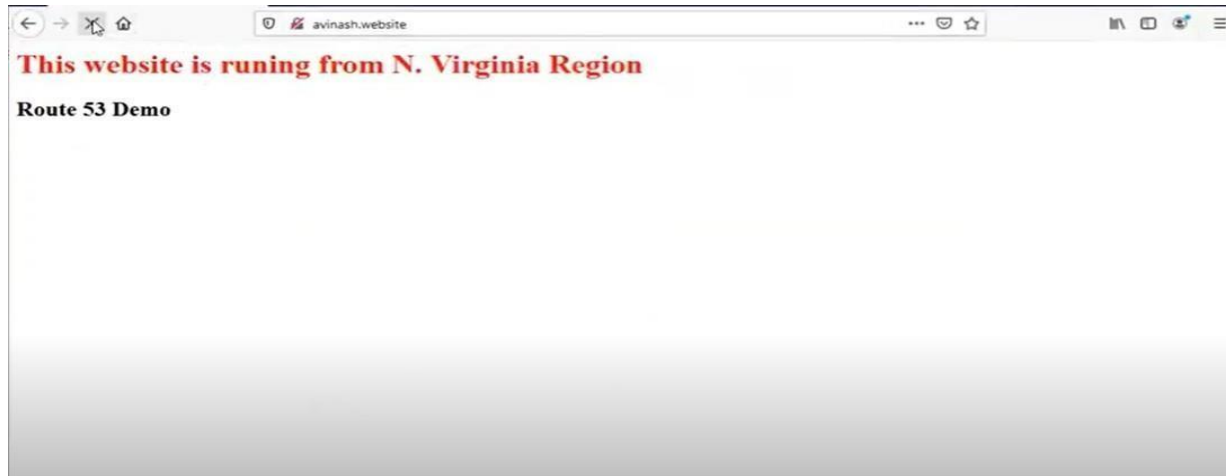 avinash.website
This website is runing from N. Virginia Region
Route 53 Demo